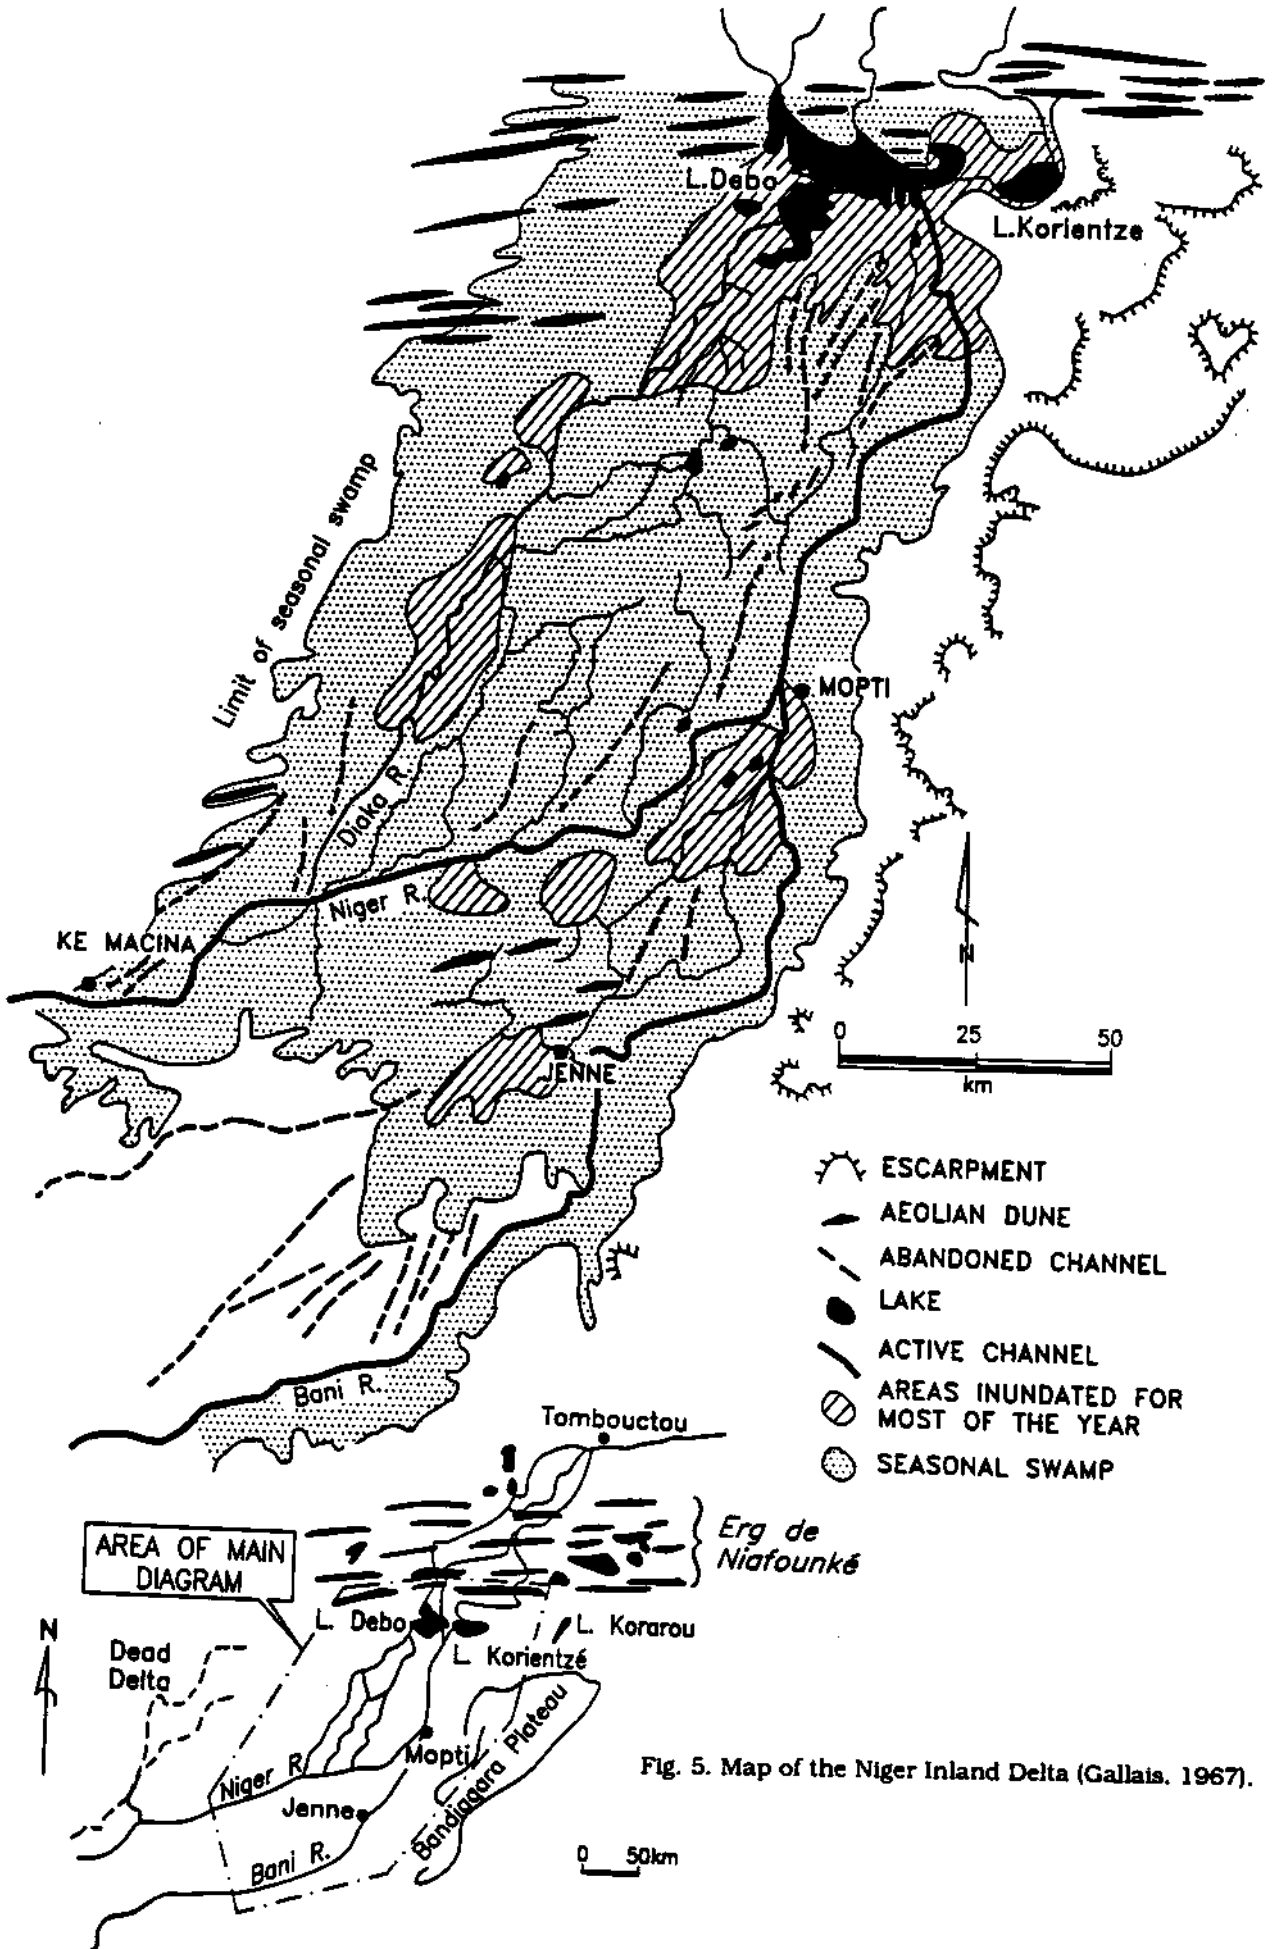 L.Debo
L.Korientze
Limit of seasonal swamp
MOPTI
Diaka R.
Niger R.
KE MACINA
N
0 25 50
km
JENNE
ESCARPMENT
AEOLIAN DUNE
ABANDONED CHANNEL
LAKE
ACTIVE CHANNEL
AREAS INUNDATED FOR
MOST OF THE YEAR
SEASONAL SWAMP
Bani R.
Tombouctou
Erg de
Niafounké
AREA OF MAIN
DIAGRAM
L. Debo
L. Korarou
L. Korientzé
N
Dead
Delta
Bandiagara Plateau
Mopti
Niger R.
Jenne
Bani R.
0 50km
Fig. 5. Map of the Niger Inland Delta (Gallais. 1967).